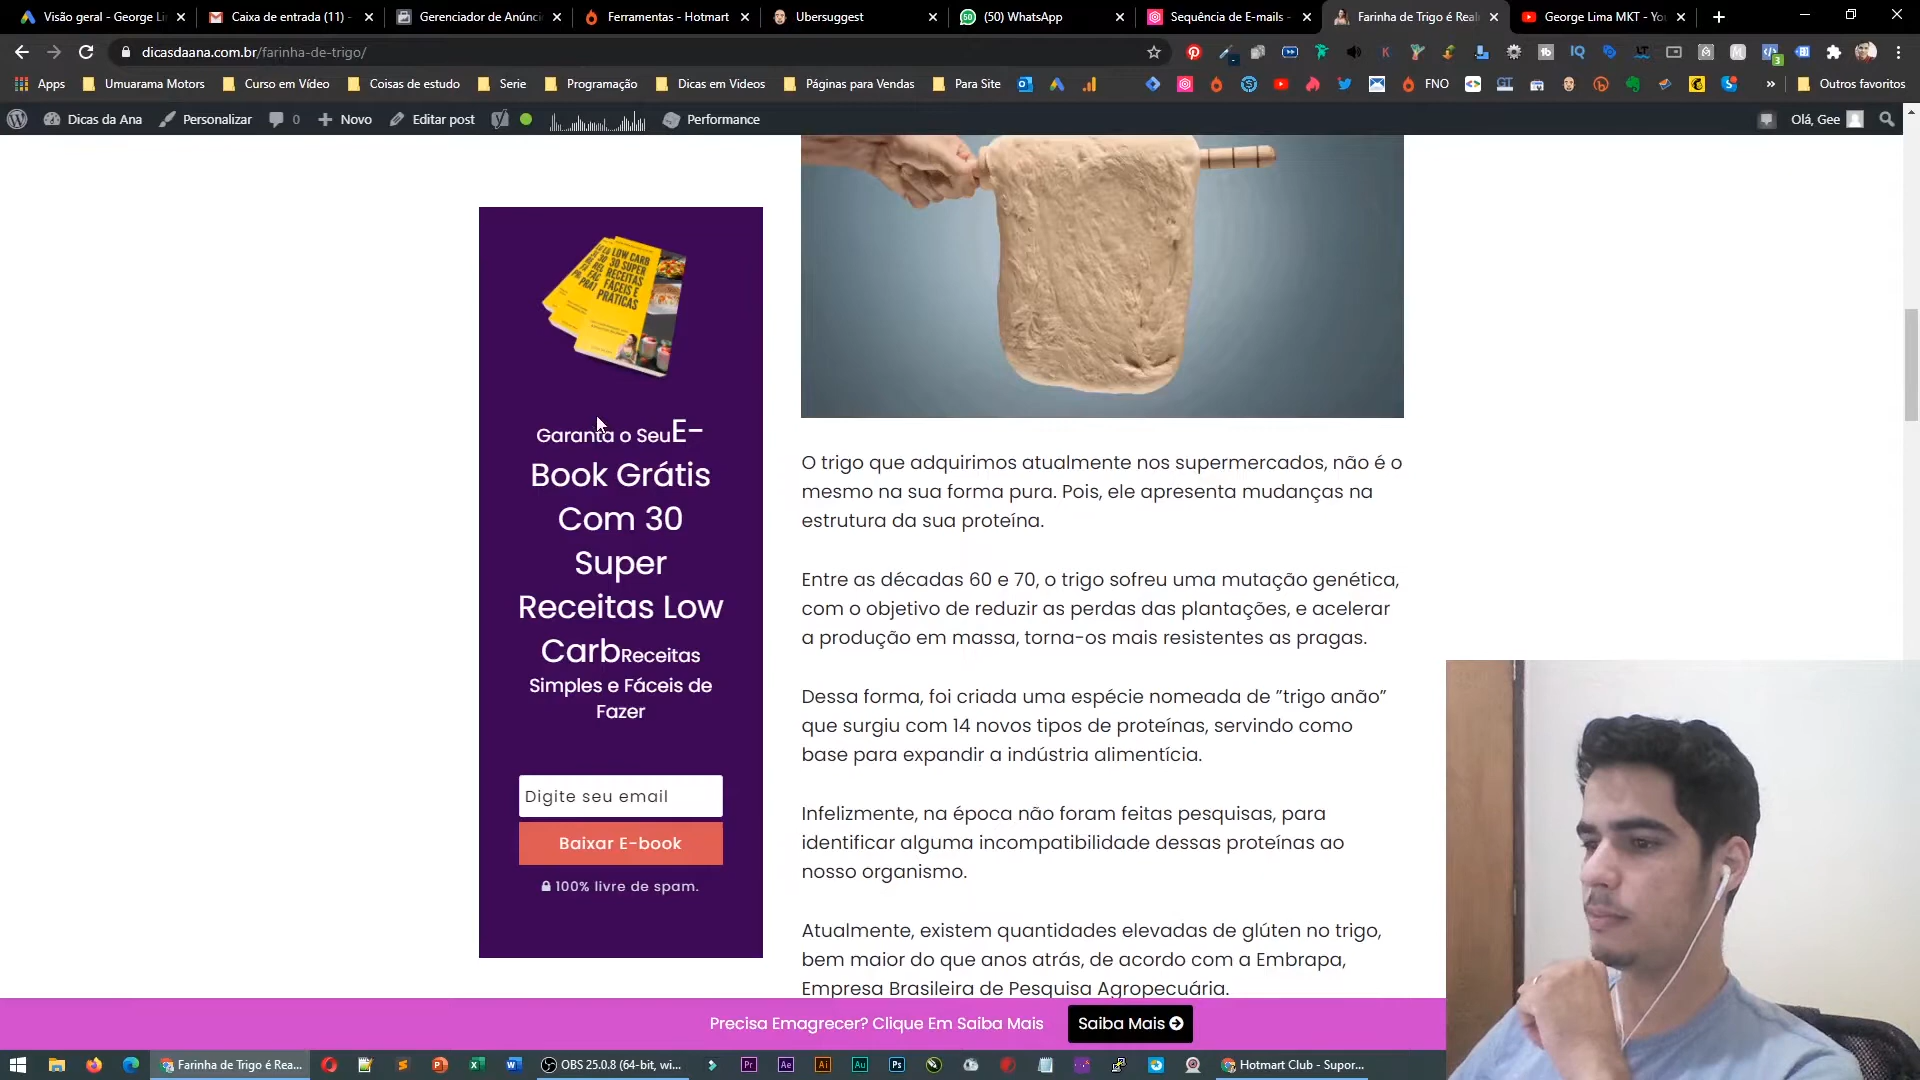 Visão geral - George Li
Caixa de entrada (11) -
Gerenciador de Anúnci
Ferramentas - Hotmart
Ubersuggest
(50) WhatsApp
Sequência de E-mails -
Farinha de Trigo é Real
George Lima MKT - Yo
dicasdaana.com.br/farinha-de-trigo/
Apps
Umuarama Motors
Curso em Vídeo
Coisas de estudo
Serie
Programação
Dicas em Videos
Páginas para Vendas
Para Site
FNO
Outros favoritos
Dicas da Ana
Personalizar
0
Novo
Editar post
Performance
Olá, Gee
LOW CARB
30 SUPER
RECEITAS
FÁCEIS E
PRÁTICAS
Garanta o SeuE-
Book Grátis
Com 30
Super
Receitas Low
CarbReceitas
Simples e Fáceis de
Fazer
Digite seu email
Baixar E-book
100% livre de spam.
O trigo que adquirimos atualmente nos supermercados, não é o
mesmo na sua forma pura. Pois, ele apresenta mudanças na
estrutura da sua proteína.
Entre as décadas 60 e 70, o trigo sofreu uma mutação genética,
com o objetivo de reduzir as perdas das plantações, e acelerar
a produção em massa, torna-os mais resistentes as pragas.
Dessa forma, foi criada uma espécie nomeada de ”trigo anão”
que surgiu com 14 novos tipos de proteínas, servindo como
base para expandir a indústria alimentícia.
Infelizmente, na época não foram feitas pesquisas, para
identificar alguma incompatibilidade dessas proteínas ao
nosso organismo.
Atualmente, existem quantidades elevadas de glúten no trigo,
bem maior do que anos atrás, de acordo com a Embrapa,
Empresa Brasileira de Pesquisa Agropecuária.
Precisa Emagrecer? Clique Em Saiba Mais
Saiba Mais
Farinha de Trigo é Rea...
OBS 25.0.8 (64-bit, wi...
Hotmart Club - Supor...